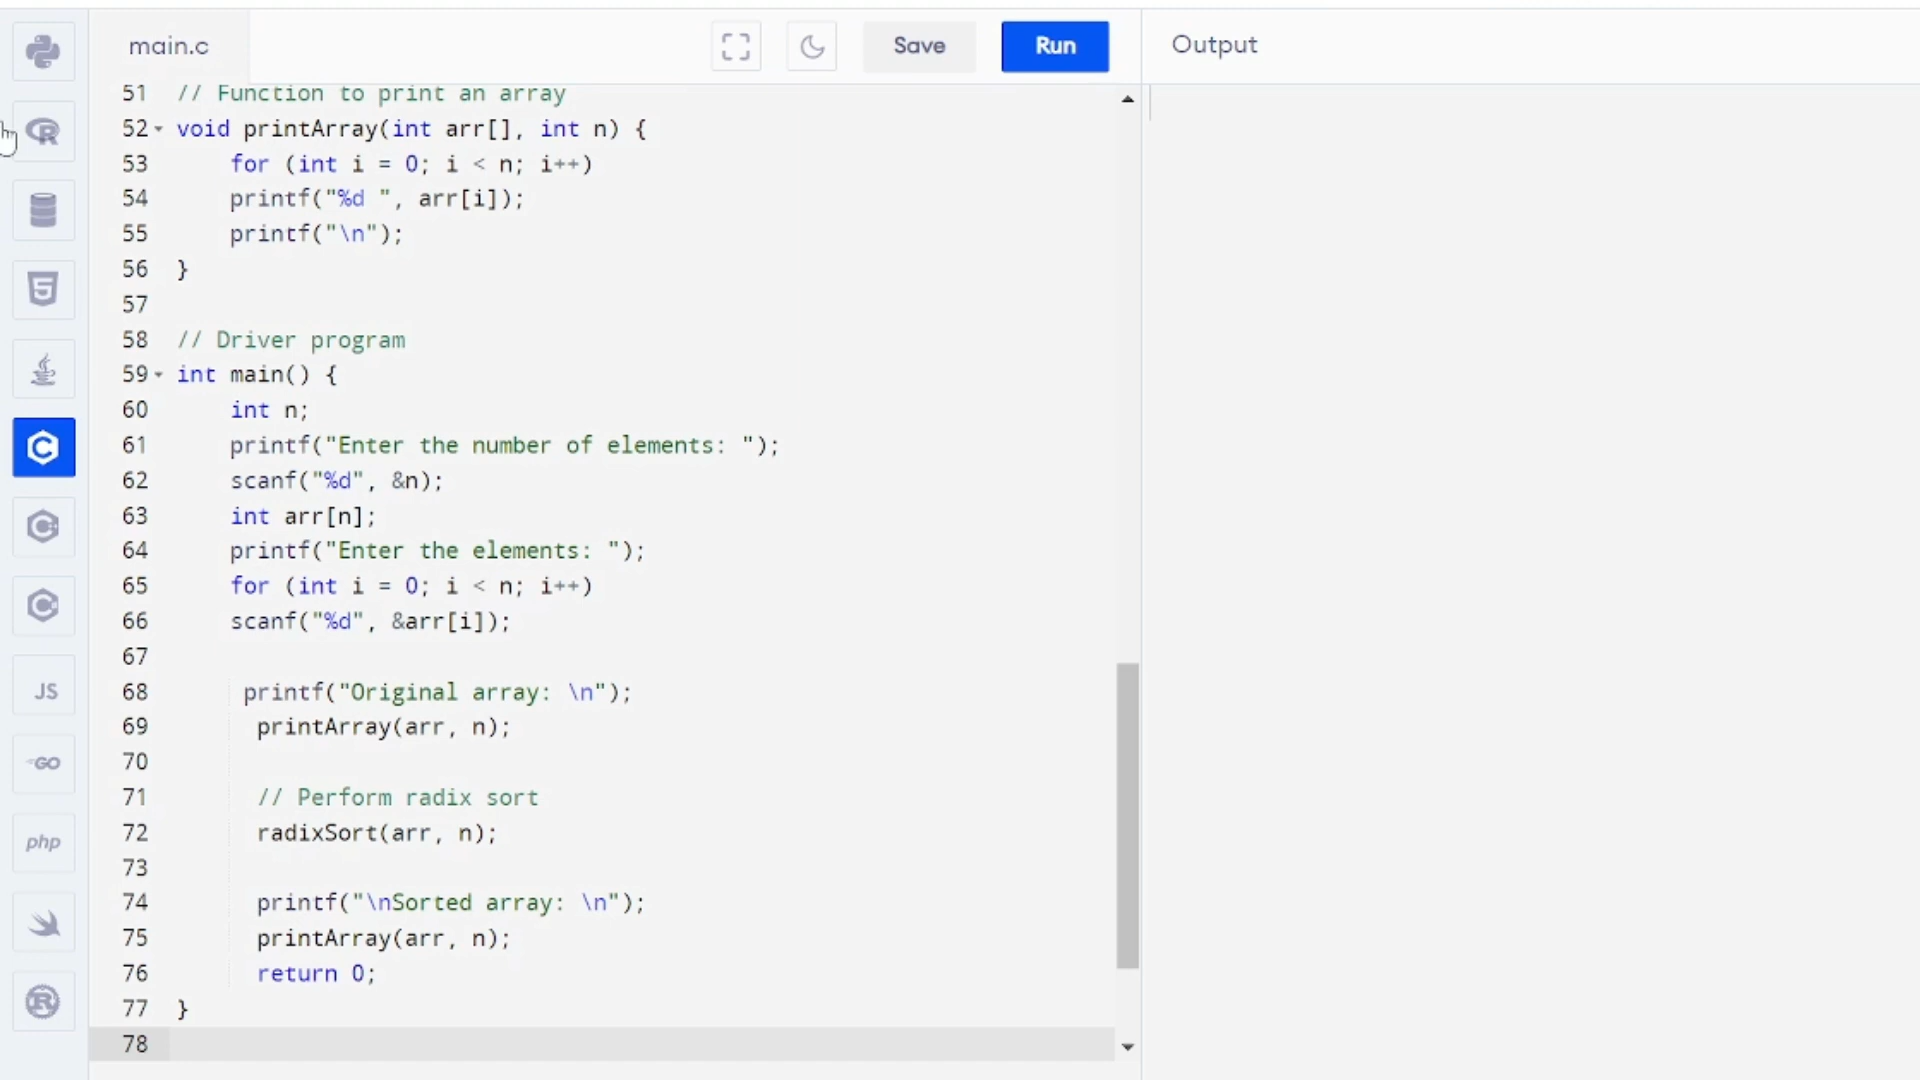 main.c
Save
Run
Output
51 // Function to print an array
52 void printArray(int arr[], int n) {
53     for (int i = 0; i < n; i++)
54     printf("%d ", arr[i]);
55     printf("\n");
56 }
57
58 // Driver program
59 int main() {
60     int n;
61     printf("Enter the number of elements: ");
62     scanf("%d", &n);
63     int arr[n];
64     printf("Enter the elements: ");
65     for (int i = 0; i < n; i++)
66     scanf("%d", &arr[i]);
67
68      printf("Original array: \n");
69       printArray(arr, n);
70
71       // Perform radix sort
72       radixSort(arr, n);
73
74       printf("\nSorted array: \n");
75       printArray(arr, n);
76       return 0;
77 }
78
R
5
C
C
C
JS
GO
php
R